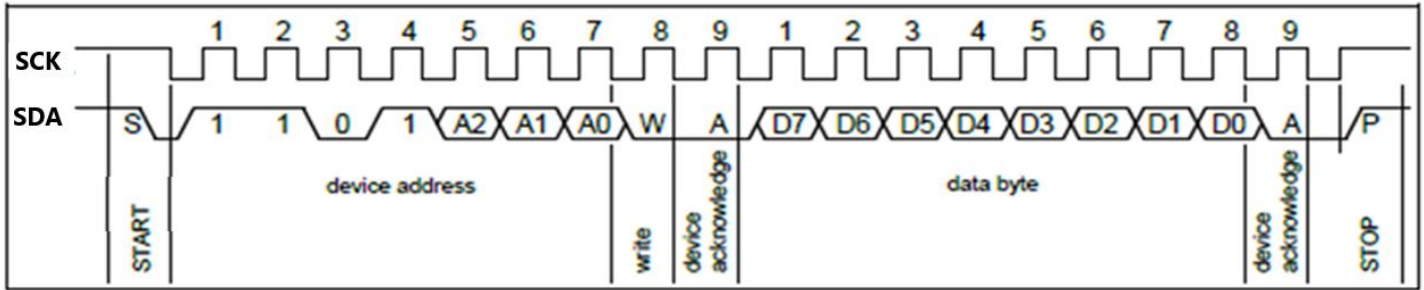 1 2 3 4 5 6 7 8 9 1 2 3 4 5 6 7 8 9
SCK
SDA S 1 1 0 1 A2 A1 A0 W A D7 D6 D5 D4 D3 D2 D1 D0 A P
device address data byte
START write device acknowledge device acknowledge STOP